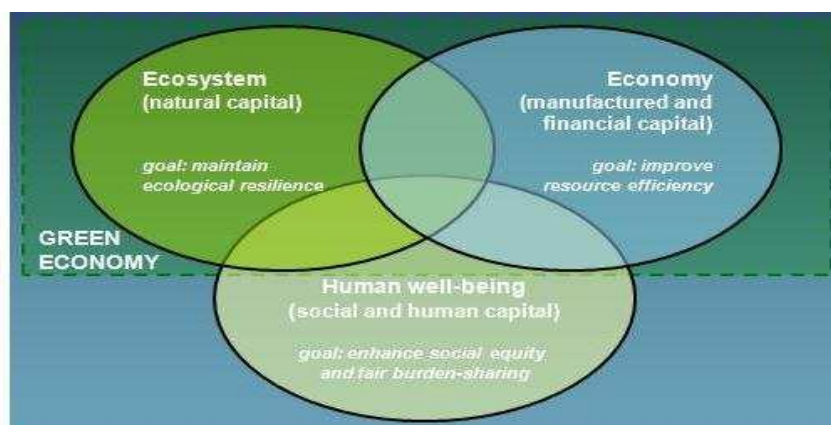 Ecosystem
(natural capital)
goal: maintain
ecological resilience
Economy
(manufactured and
financial capital)
goal: improve
resource efficiency
GREEN
ECONOMY
Human well-being
(social and human capital)
goal: enhance social equity
and fair burden-sharing